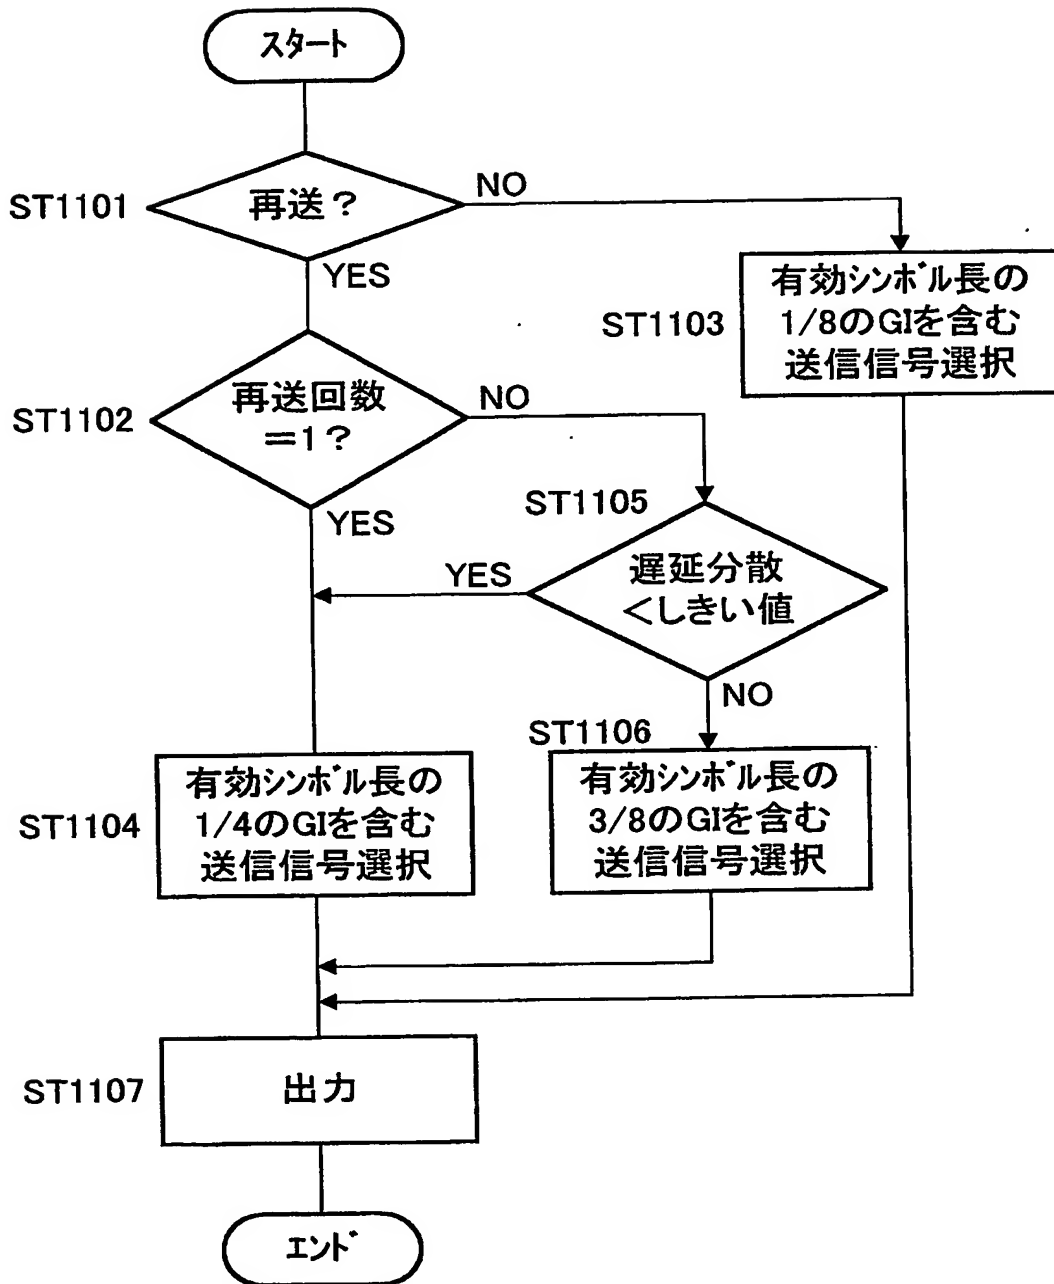 スタート
ST1101
再送？
NO
YES
ST1103
有効ｼﾝﾎﾞﾙ長の
1/8のGIを含む
送信信号選択
ST1102
再送回数
＝1？
NO
YES
ST1105
遅延分散
＜しきい値
YES
NO
ST1104
有効ｼﾝﾎﾞﾙ長の
1/4のGIを含む
送信信号選択
ST1106
有効ｼﾝﾎﾞﾙ長の
3/8のGIを含む
送信信号選択
ST1107
出力
ｴﾝﾄﾞ